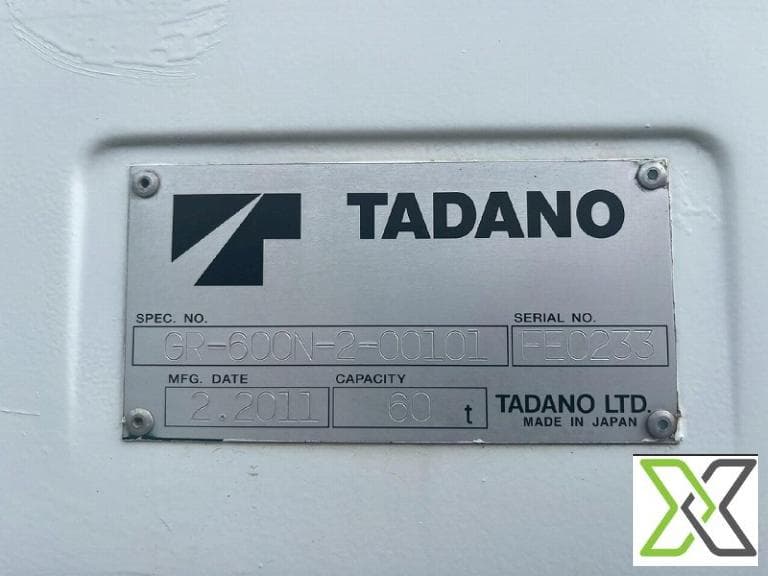 TADANO
SPEC. NO. SERIAL NO.
GR-600N-2-00101 FE0233
MFG. DATE CAPACITY
2.2011 60 t TADANO LTD.
MADE IN JAPAN